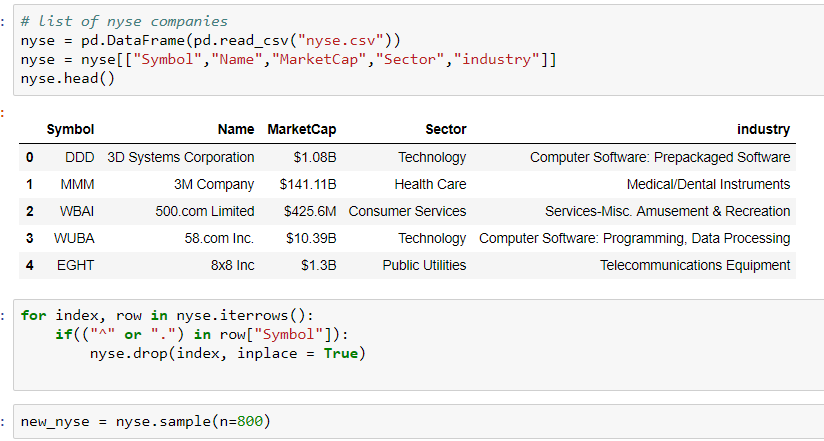 # list of nyse companies
nyse = pd.DataFrame(pd.read_csv("nyse.csv"))
nyse = nyse[["Symbol","Name","MarketCap","Sector","industry"]]
nyse.head()
Symbol Name MarketCap Sector industry
0 DDD 3D Systems Corporation $1.08B Technology Computer Software: Prepackaged Software
1 MMM 3M Company $141.11B Health Care Medical/Dental Instruments
2 WBAI 500.com Limited $425.6M Consumer Services Services-Misc. Amusement & Recreation
3 WUBA 58.com Inc. $10.39B Technology Computer Software: Programming, Data Processing
4 EGHT 8x8 Inc $1.3B Public Utilities Telecommunications Equipment
for index, row in nyse.iterrows():
    if(("^" or ".") in row["Symbol"]):
        nyse.drop(index, inplace = True)
new_nyse = nyse.sample(n=800)